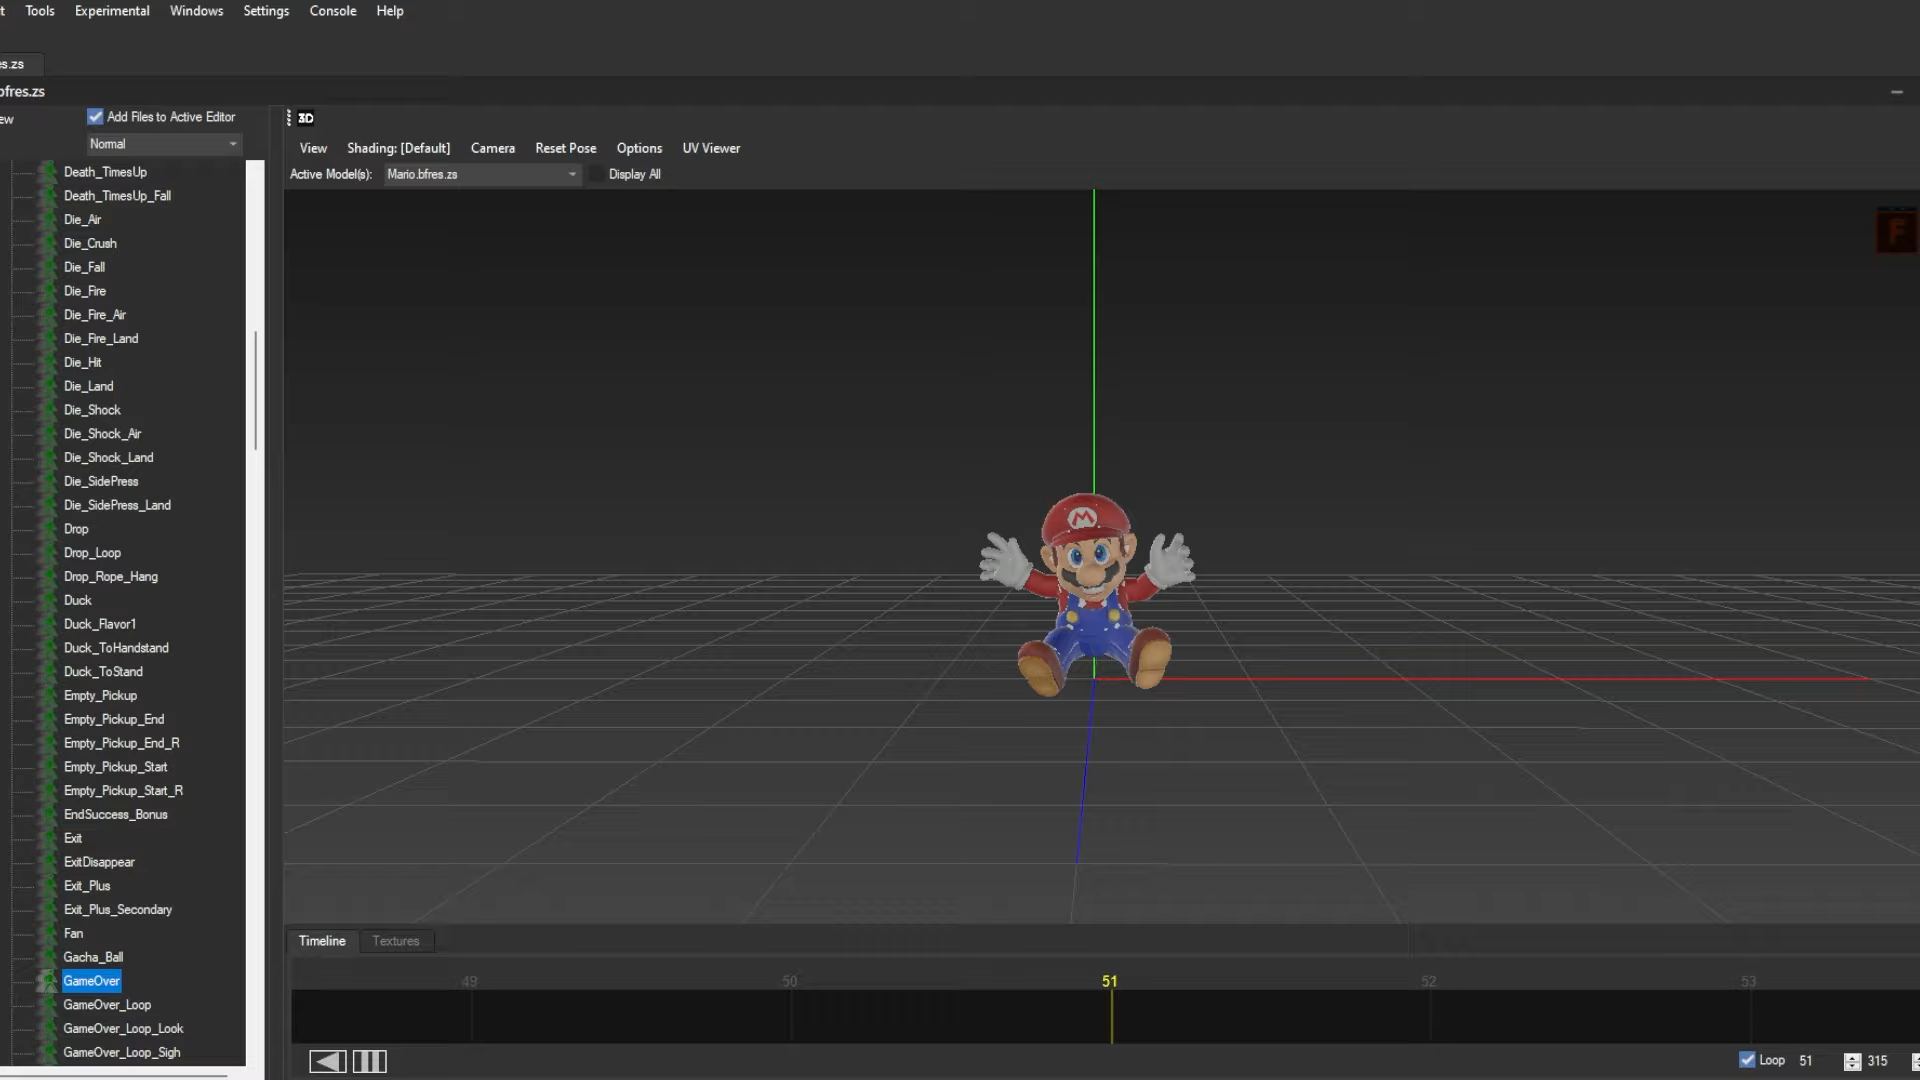 t Tools Experimental Windows Settings Console Help
es.zs
bfres.zs
ew
Add Files to Active Editor
Normal
3D
View Shading: [Default] Camera Reset Pose Options UV Viewer
Active Model(s): Mario.bfres.zs Display All
Death_TimesUp
Death_TimesUp_Fall
Die_Air
Die_Crush
Die_Fall
Die_Fire
Die_Fire_Air
Die_Fire_Land
Die_Hit
Die_Land
Die_Shock
Die_Shock_Air
Die_Shock_Land
Die_SidePress
Die_SidePress_Land
Drop
Drop_Loop
Drop_Rope_Hang
Duck
Duck_Flavor1
Duck_ToHandstand
Duck_ToStand
Empty_Pickup
Empty_Pickup_End
Empty_Pickup_End_R
Empty_Pickup_Start
Empty_Pickup_Start_R
EndSuccess_Bonus
Exit
ExitDisappear
Exit_Plus
Exit_Plus_Secondary
Fan
Gacha_Ball
GameOver
GameOver_Loop
GameOver_Loop_Look
GameOver_Loop_Sigh
F
M
Timeline Textures
49 50 51 52 53
Loop 51 315